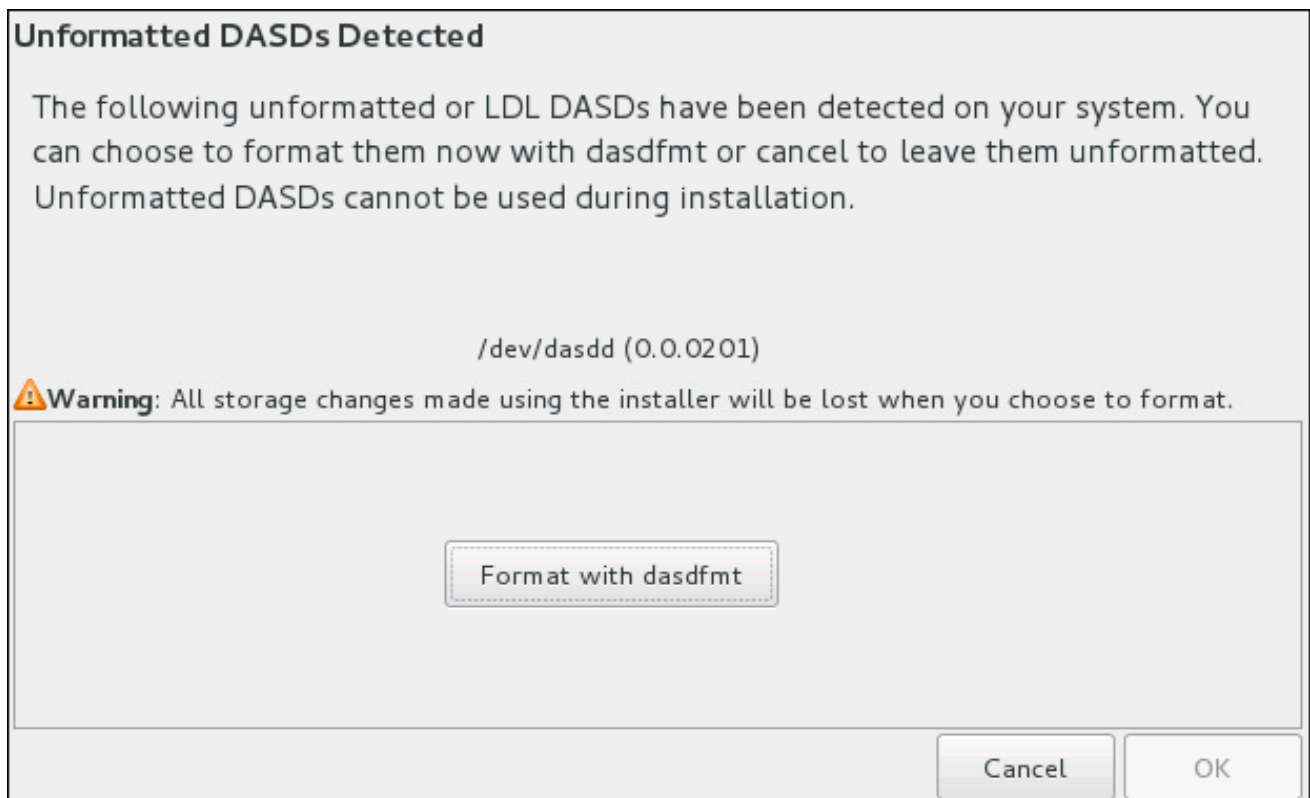 Unformatted DASDs Detected
The following unformatted or LDL DASDs have been detected on your system. You
can choose to format them now with dasdfmt or cancel to leave them unformatted.
Unformatted DASDs cannot be used during installation.
/dev/dasdd (0.0.0201)
Warning: All storage changes made using the installer will be lost when you choose to format.
Format with dasdfmt
Cancel OK